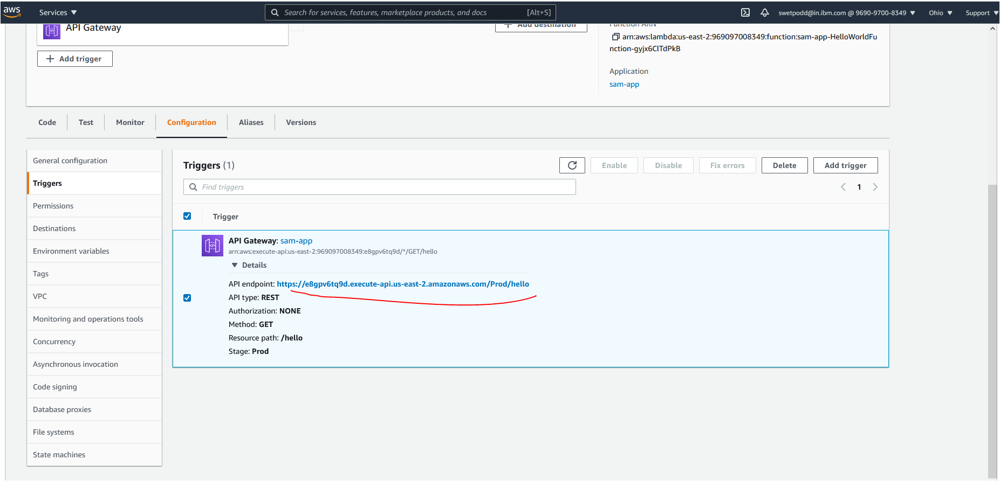 aws Services Search for services, features, marketplace products, and docs [Alt+S] swetpodd@in.ibm.com @ 9690-9700-8349 Ohio Support
API Gateway
Add destination
Function ARN
arn:aws:lambda:us-east-2:969097008349:function:sam-app-HelloWorldFu
nction-gyjx6ClTdPkB
Add trigger
Application
sam-app
Code Test Monitor Configuration Aliases Versions
General configuration
Triggers
Permissions
Destinations
Environment variables
Tags
VPC
Monitoring and operations tools
Concurrency
Asynchronous invocation
Code signing
Database proxies
File systems
State machines
Triggers (1)
Enable Disable Fix errors Delete Add trigger
Find triggers
1
Trigger
API Gateway: sam-app
arn:aws:execute-api:us-east-2:969097008349:e8gpv6tq9d/*/GET/hello
Details
API endpoint: https://e8gpv6tq9d.execute-api.us-east-2.amazonaws.com/Prod/hello
API type: REST
Authorization: NONE
Method: GET
Resource path: /hello
Stage: Prod